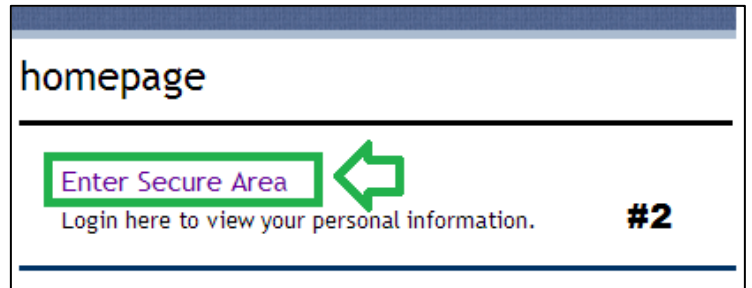 homepage
Enter Secure Area
Login here to view your personal information.
#2